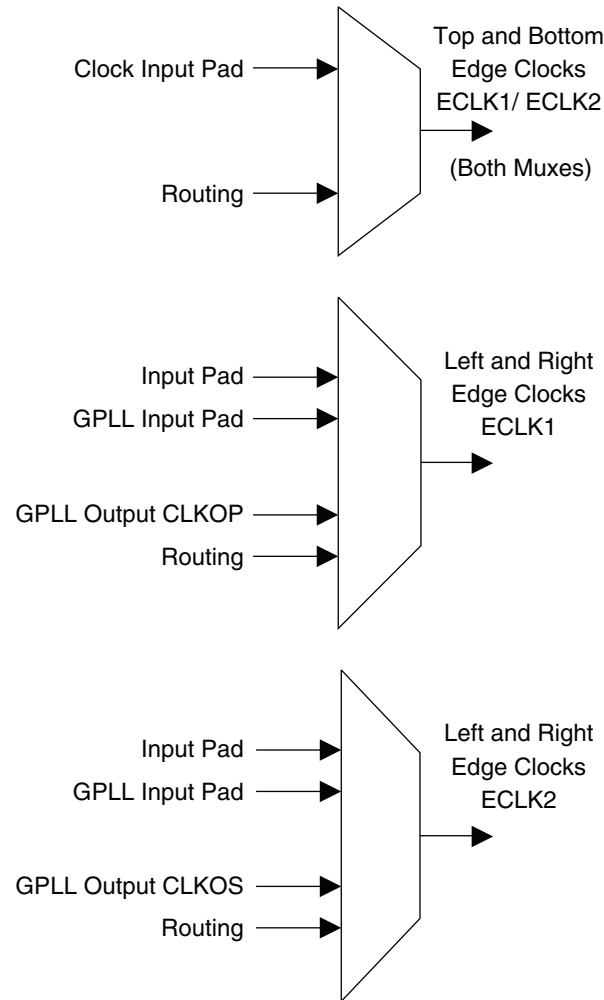 Clock Input Pad
Routing
Top and Bottom
Edge Clocks
ECLK1/ ECLK2
(Both Muxes)
Input Pad
GPLL Input Pad
GPLL Output CLKOP
Routing
Left and Right
Edge Clocks
ECLK1
Input Pad
GPLL Input Pad
GPLL Output CLKOS
Routing
Left and Right
Edge Clocks
ECLK2